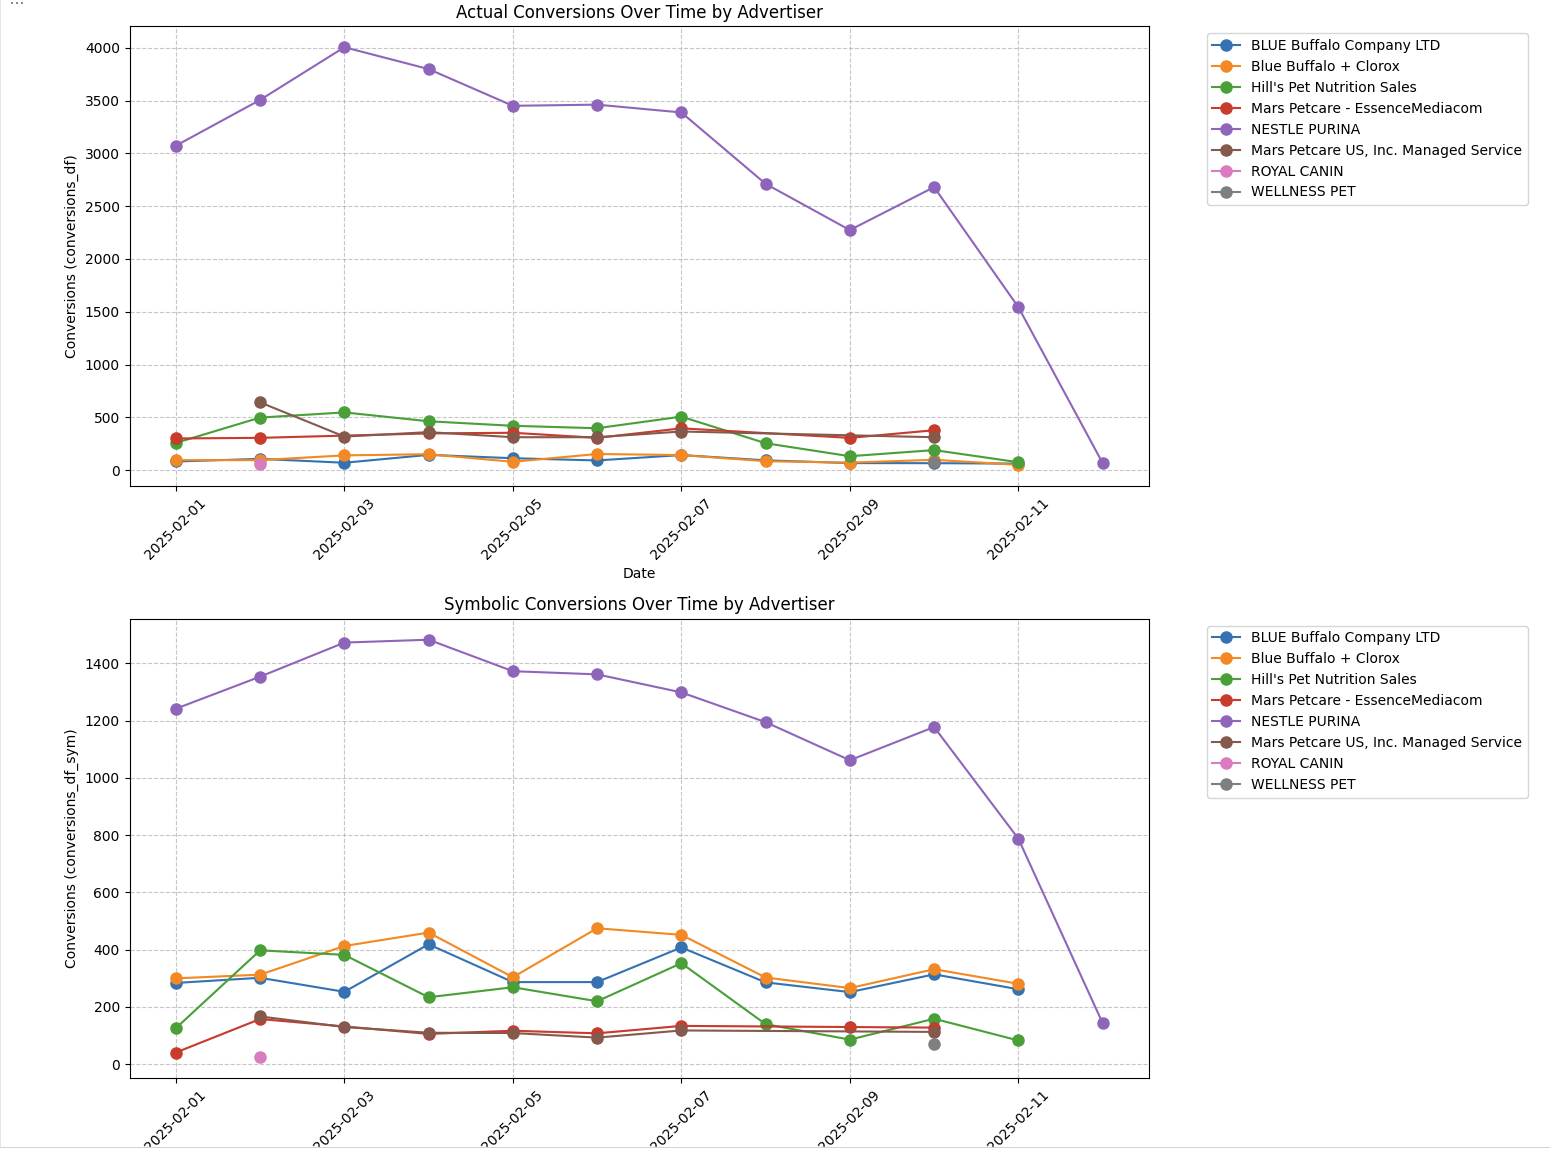 ...
Actual Conversions Over Time by Advertiser
4000
3500
3000
2500
2000
1500
1000
500
0
Conversions (conversions_df)
2025-02-01
2025-02-03
2025-02-05
2025-02-07
2025-02-09
2025-02-11
Date
BLUE Buffalo Company LTD
Blue Buffalo + Clorox
Hill's Pet Nutrition Sales
Mars Petcare - EssenceMediacom
NESTLE PURINA
Mars Petcare US, Inc. Managed Service
ROYAL CANIN
WELLNESS PET
Symbolic Conversions Over Time by Advertiser
1400
1200
1000
800
600
400
200
0
Conversions (conversions_df_sym)
2025-02-01
2025-02-03
2025-02-05
2025-02-07
2025-02-09
2025-02-11
BLUE Buffalo Company LTD
Blue Buffalo + Clorox
Hill's Pet Nutrition Sales
Mars Petcare - EssenceMediacom
NESTLE PURINA
Mars Petcare US, Inc. Managed Service
ROYAL CANIN
WELLNESS PET